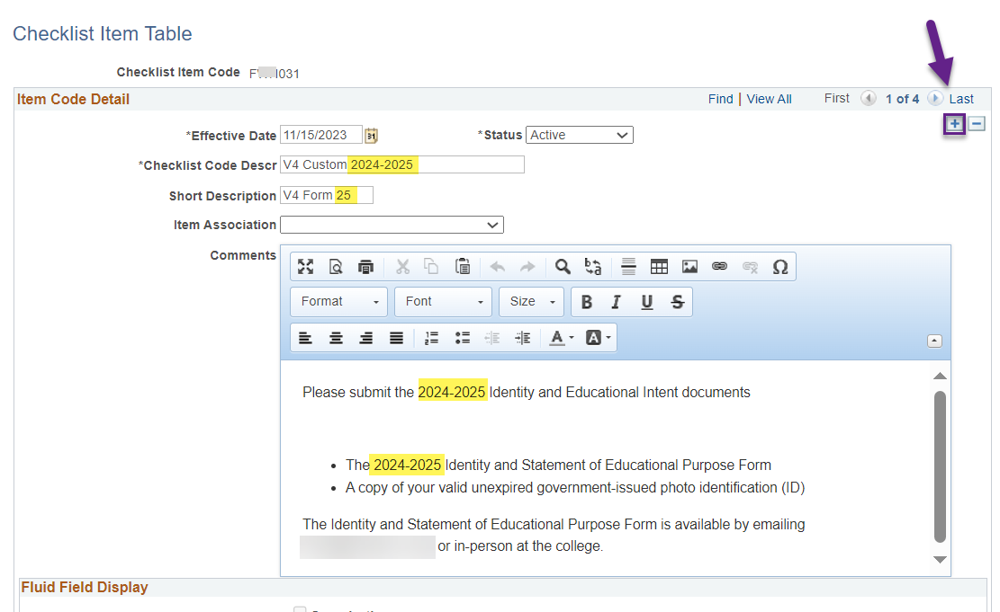 Checklist Item Table
Checklist Item Code F I031
Item Code Detail Find | View All First 1 of 4 Last
*Effective Date 11/15/2023 31 *Status Active
*Checklist Code Descr V4 Custom 2024-2025
Short Description V4 Form 25
Item Association
Comments
Format Font Size B I U S
A A
Please submit the 2024-2025 Identity and Educational Intent documents
• The 2024-2025 Identity and Statement of Educational Purpose Form
• A copy of your valid unexpired government-issued photo identification (ID)
The Identity and Statement of Educational Purpose Form is available by emailing
or in-person at the college.
Fluid Field Display